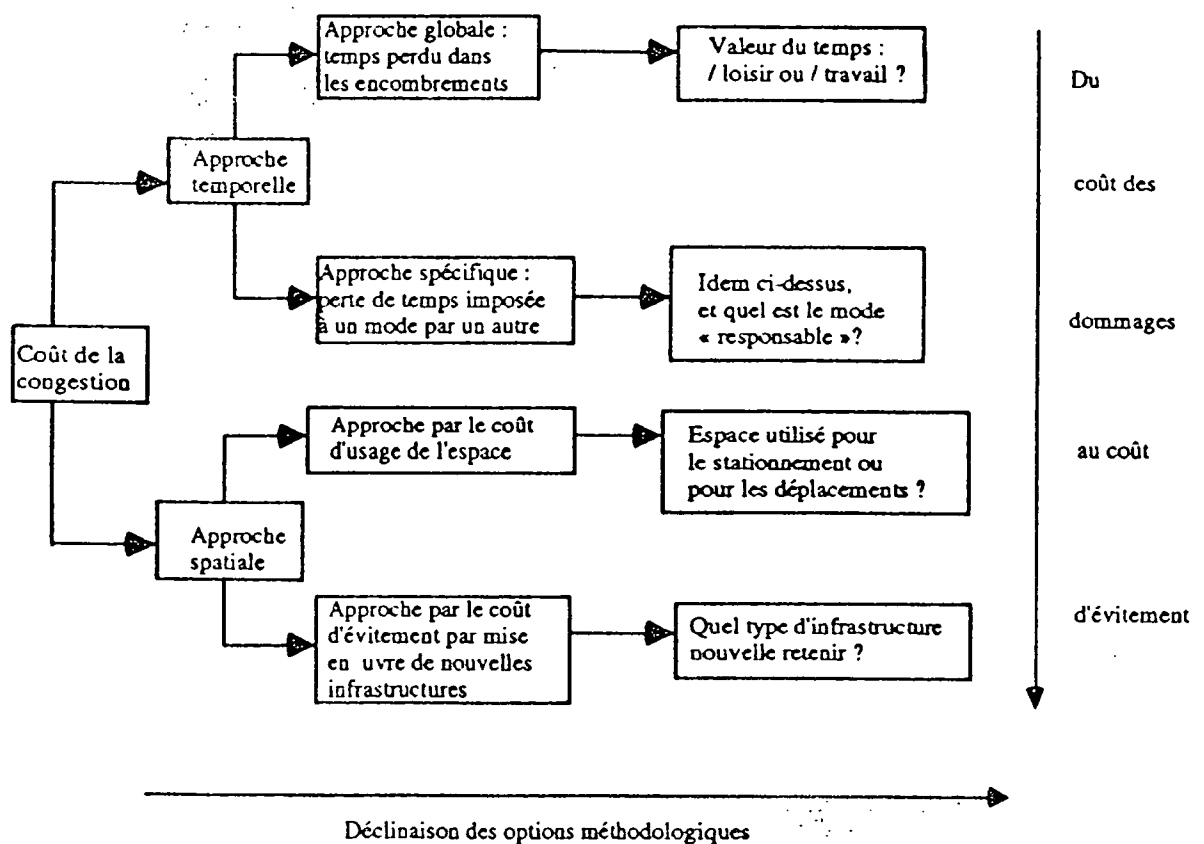 Approche globale :
temps perdu dans
les encombrements
Valeur du temps :
/ loisir ou / travail ?
Approche
temporelle
Approche spécifique :
perte de temps imposée
à un mode par un autre
Idem ci-dessus,
et quel est le mode
« responsable »?
Coût de la
congestion
Approche par le coût
d'usage de l'espace
Espace utilisé pour
le stationnement ou
pour les déplacements ?
Approche
spatiale
Approche par le coût
d'évitement par mise
en uvre de nouvelles
infrastructures
Quel type d'infrastructure
nouvelle retenir ?
Du
coût des
dommages
au coût
d'évitement
Déclinaison des options méthodologiques